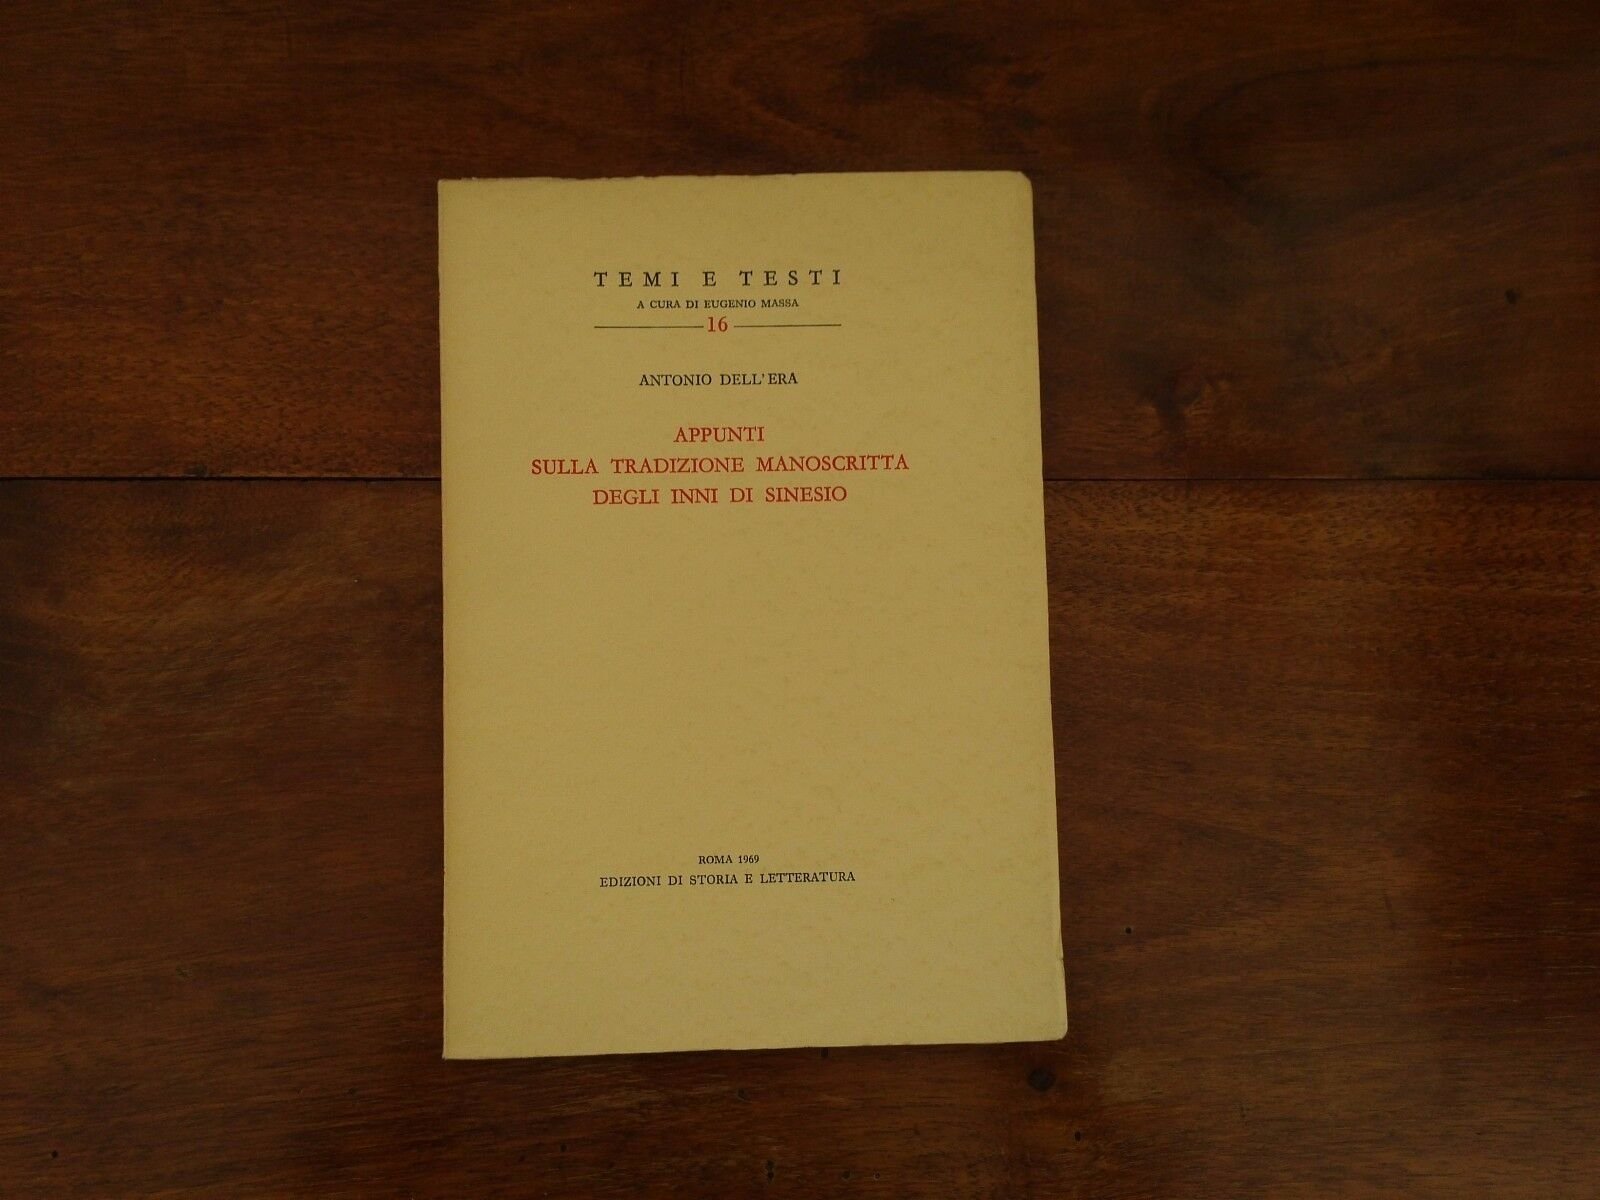 TEMI E TESTI
A CURA DI EUGENIO MASSA
16
ANTONIO DELL'ERA
APPUNTI
SULLA TRADIZIONE MANOSCRITTA
DEGLI INNI DI SINESIO
ROMA 1969
EDIZIONI DI STORIA E LETTERATURA